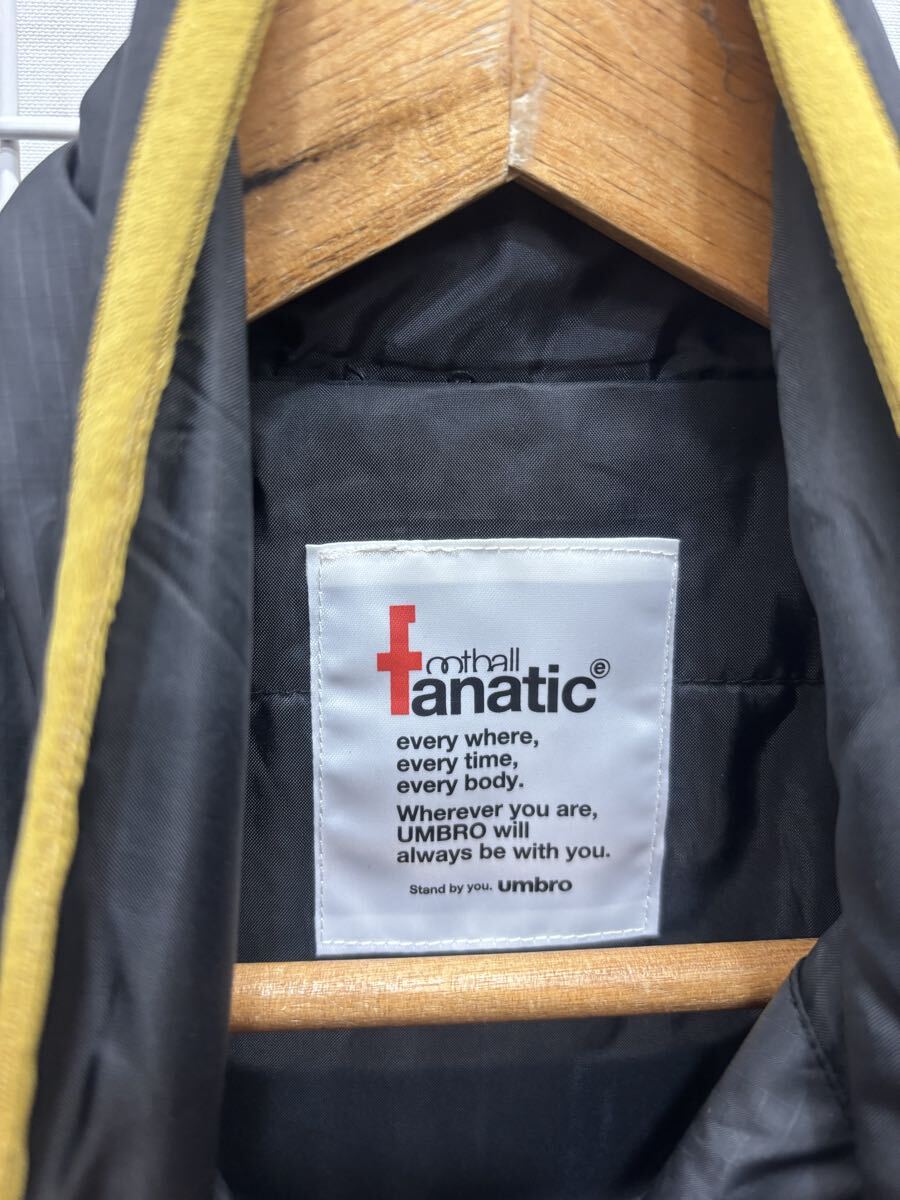 football
fanatic e
every where,
every time,
every body.
Wherever you are,
UMBRO will
always be with you.
Stand by you. umbro